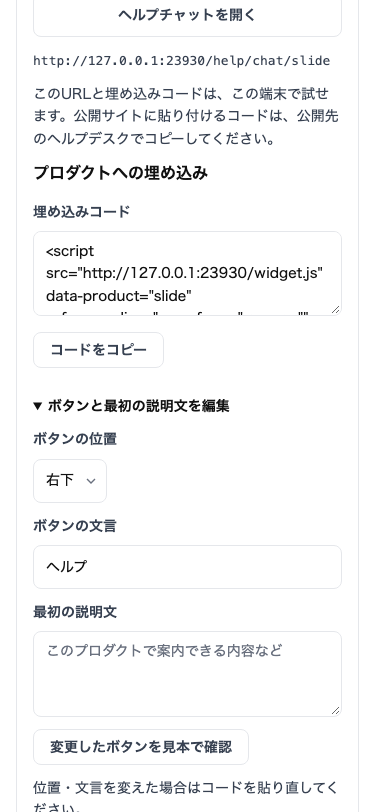 ヘルプチャットを開く
http://127.0.0.1:23930/help/chat/slide
このURLと埋め込みコードは、この端末で試せ
ます。公開サイトに貼り付けるコードは、公開先
のヘルプデスクでコピーしてください。
プロダクトへの埋め込み
埋め込みコード
<script
src="http://127.0.0.1:23930/widget.js"
data-product="slide"
コードをコピー
▼ ボタンと最初の説明文を編集
ボタンの位置
右下
ボタンの文言
ヘルプ
最初の説明文
このプロダクトで案内できる内容など
変更したボタンを見本で確認
位置・文言を変えた場合はコードを貼り直してく
ださい。